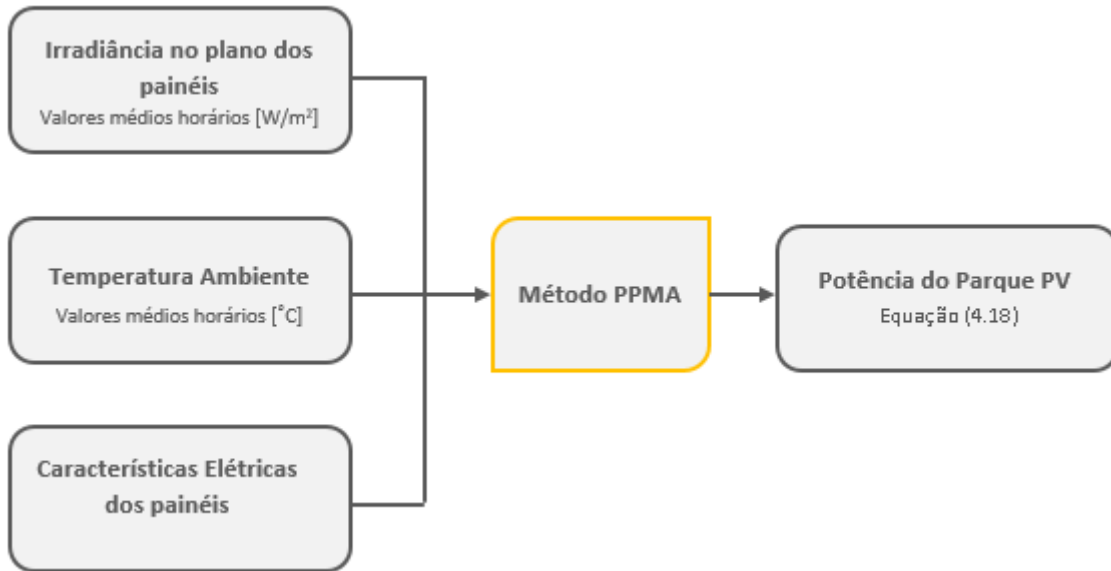 Irradiância no plano dos
painéis
Valores médios horários [W/m²]
Temperatura Ambiente
Valores médios horários [˚C]
Características Elétricas
dos painéis
Método PPMA
Potência do Parque PV
Equação (4.18)